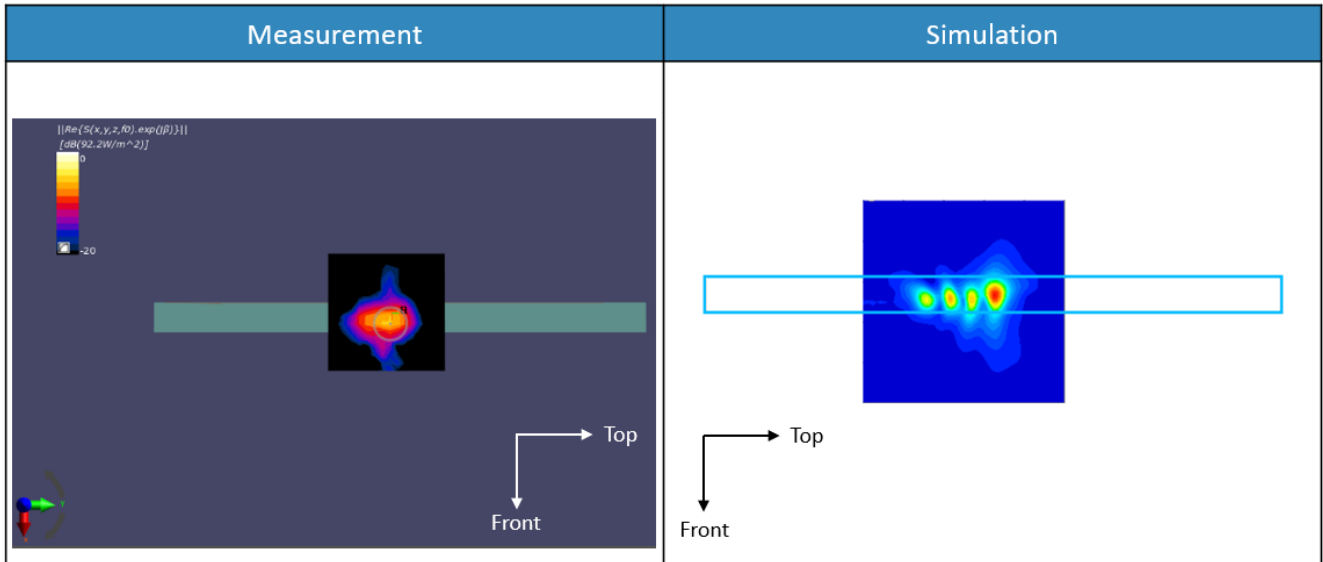 Measurement
Simulation
||Re{S(x,y,z,f0).exp(jβ)}||
[dB(92.2W/m^2)]
0
-20
Top
Front
Top
Front